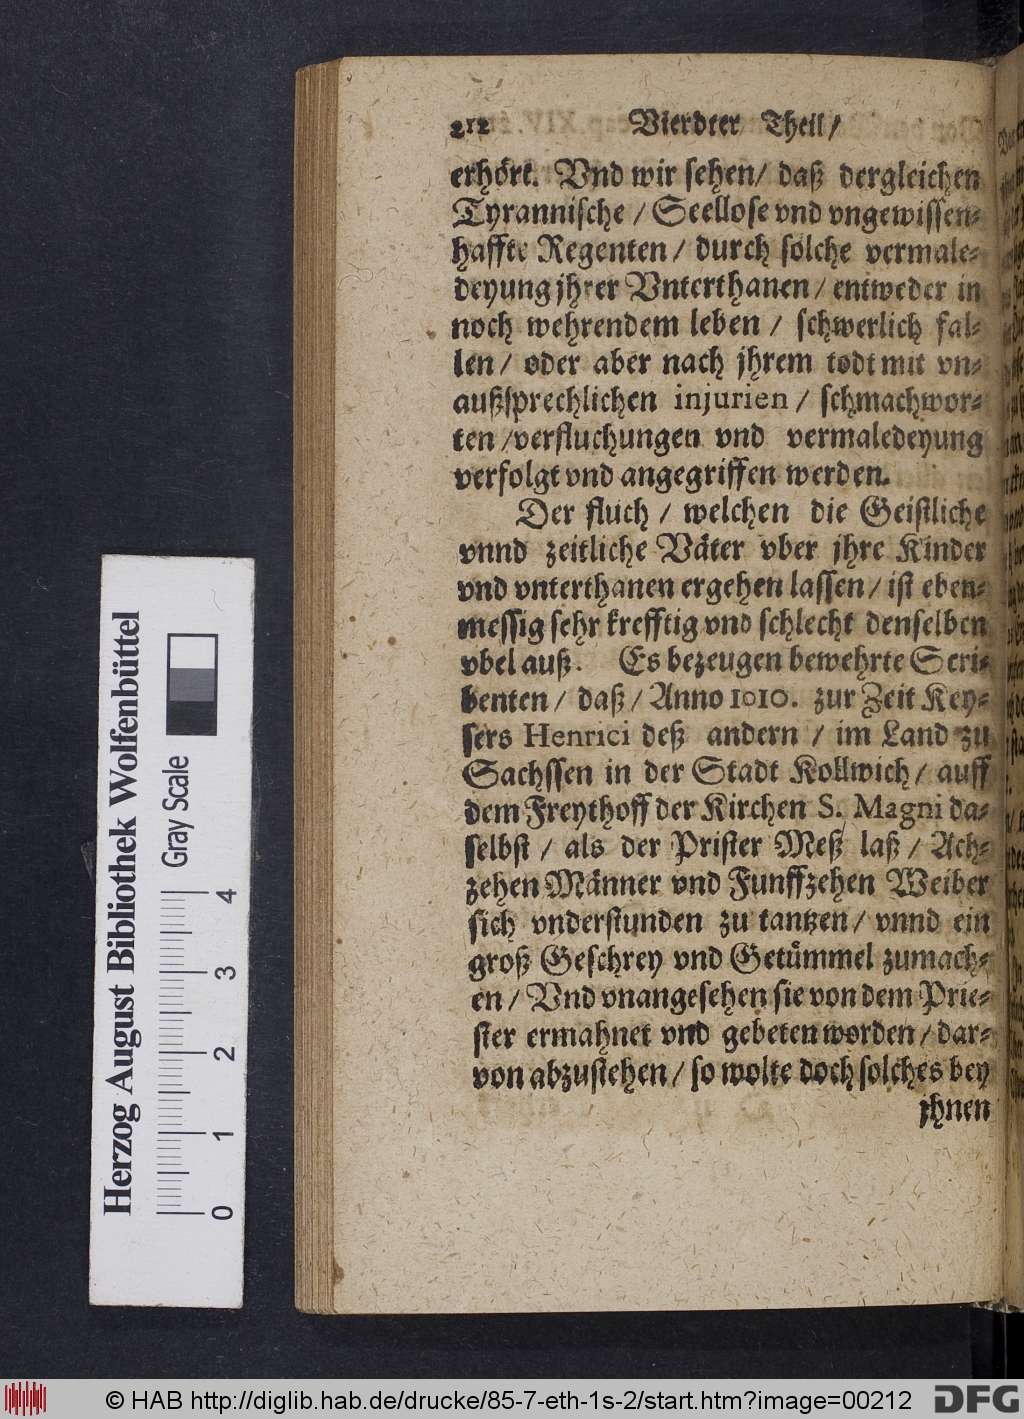 212 Vierdter Theil /
erhört. Vnd wir sehen / daß dergleichen
Tyrannische / Seellose vnd vngewissen-
haffte Regenten / durch solche vermale-
deyung jhrer Vnterthanen / entweder in
noch wehrendem leben / schwerlich fal-
len / oder aber nach jhrem todt mit vn-
außsprechlichen injurien / schmachwor-
ten / verfluchungen vnd vermaledeyung
verfolgt vnd angegriffen werden.
Der fluch / welchen die Geistliche
vnnd zeitliche Väter vber jhre Kinder
vnd vnterthanen ergehen lassen / ist eben-
messig sehr krefftig vnd schlecht denselben
vbel auß. Es bezeugen bewehrte Scri-
benten / daß / Anno 1010. zur Zeit Key-
sers Henrici deß andern / im Land zu
Sachssen in der Stadt Kollwich / auff
dem Freythoff der Kirchen S. Magni da-
selbst / als der Prister Meß laß / Ach-
zehen Männer vnd Funffzehen Weiber
sich vnderstunden zu tantzen / vnnd ein
groß Geschrey vnd Getümmel zumach-
en / Vnd vnangesehen sie von dem Prie-
ster ermahnet vnd gebeten worden / dar-
von abzustehen / so wolte doch solches bey
jhnen
Herzog August Bibliothek Wolfenbüttel
Gray Scale
0 1 2 3 4
© HAB http://diglib.hab.de/drucke/85-7-eth-1s-2/start.htm?image=00212
DFG